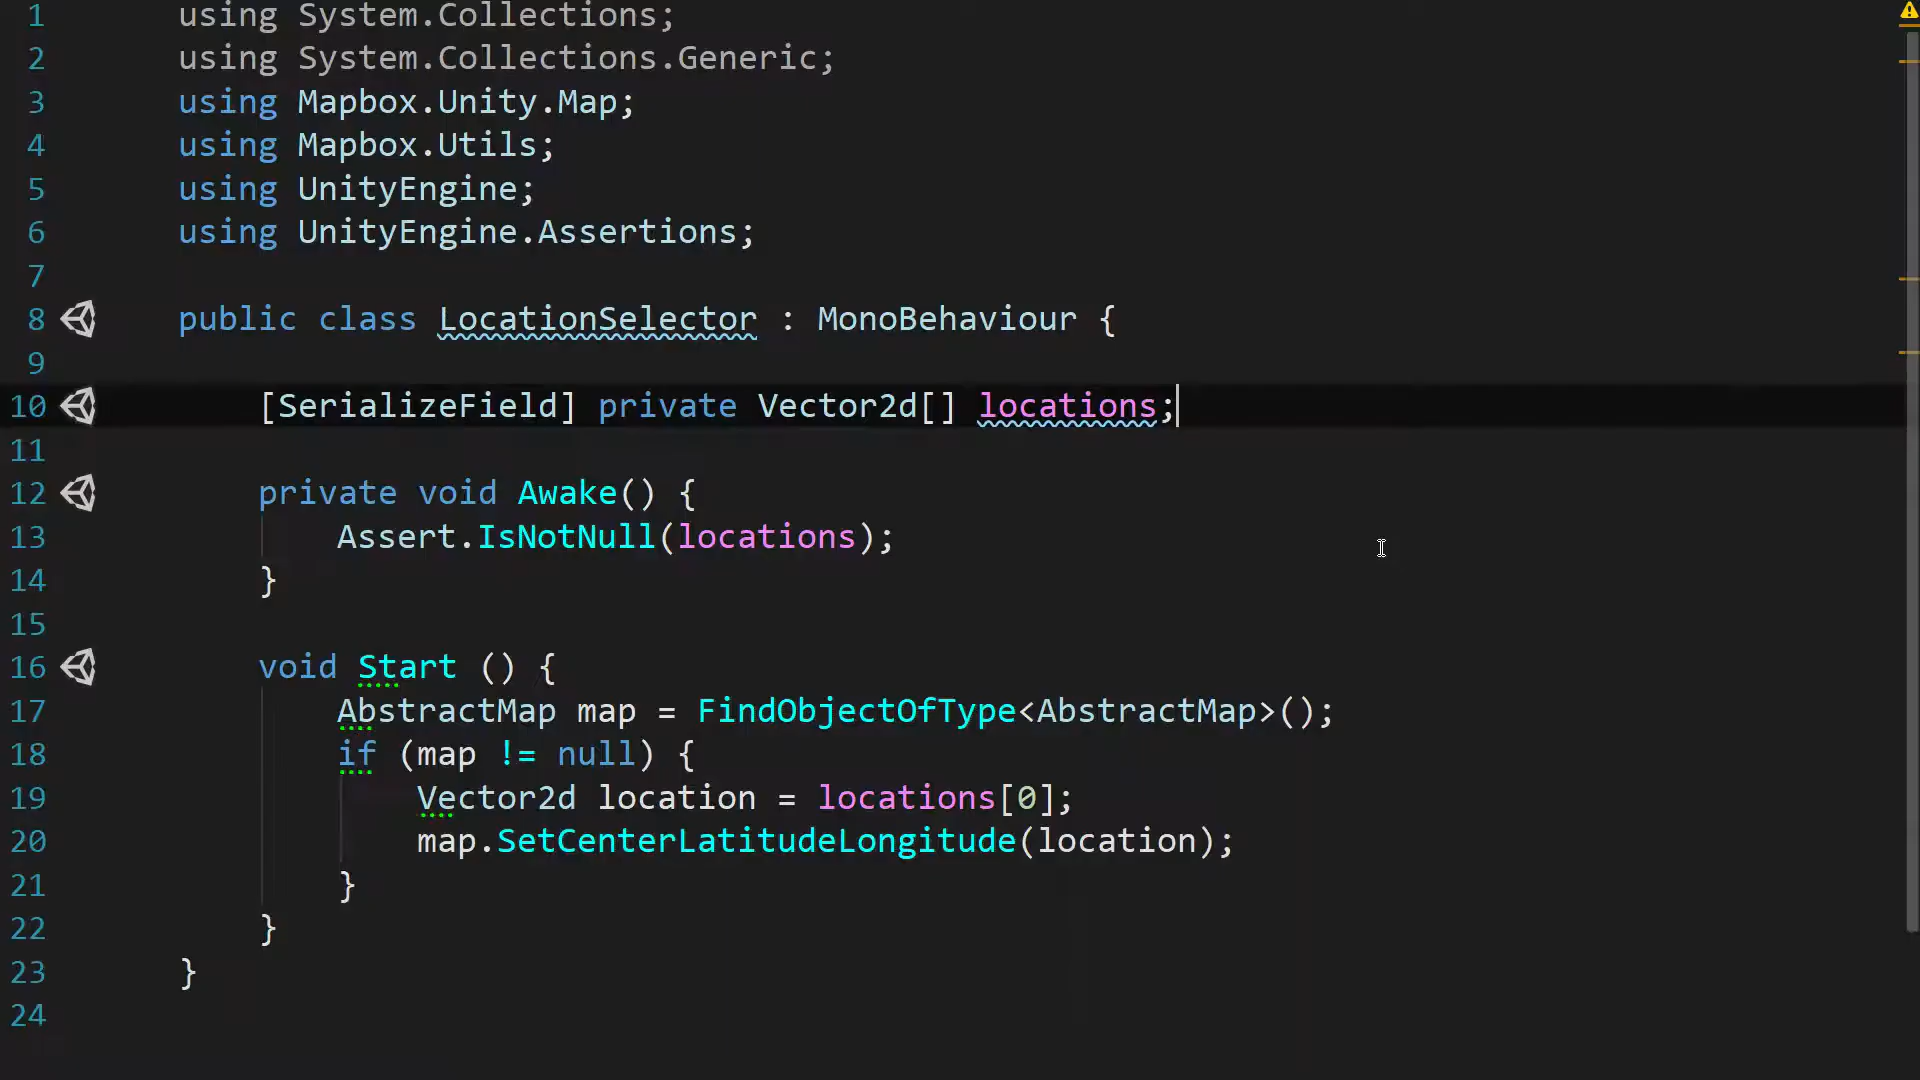 1 using System.Collections;
2 using System.Collections.Generic;
3 using Mapbox.Unity.Map;
4 using Mapbox.Utils;
5 using UnityEngine;
6 using UnityEngine.Assertions;
7
8 public class LocationSelector : MonoBehaviour {
9
10 [SerializeField] private Vector2d[] locations;
11
12 private void Awake() {
13 Assert.IsNotNull(locations);
14 }
15
16 void Start () {
17 AbstractMap map = FindObjectOfType<AbstractMap>();
18 if (map != null) {
19 Vector2d location = locations[0];
20 map.SetCenterLatitudeLongitude(location);
21 }
22 }
23 }
24